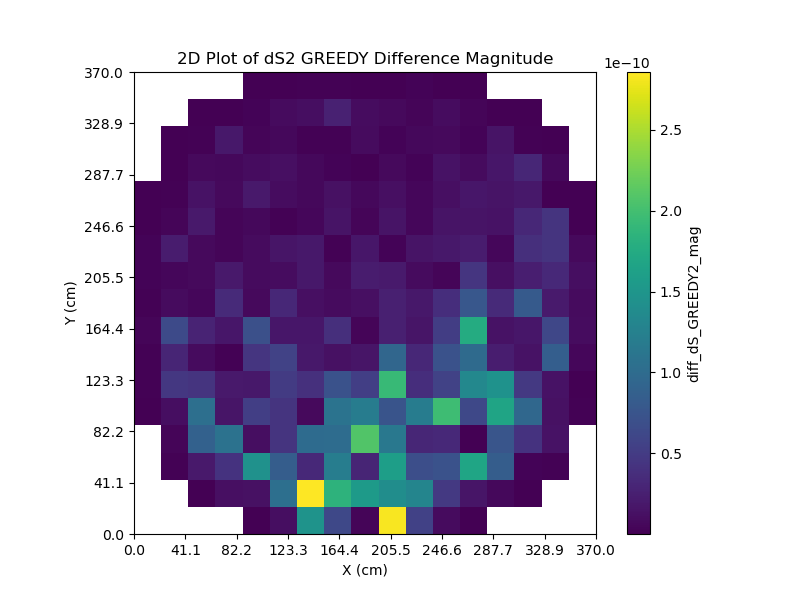 2D Plot of dS2 GREEDY Difference Magnitude
1e−10
370.0
328.9
287.7
246.6
205.5
164.4
123.3
82.2
41.1
0.0
Y (cm)
0.0 41.1 82.2 123.3 164.4 205.5 246.6 287.7 328.9 370.0
X (cm)
2.5
2.0
1.5
1.0
0.5
diff_dS_GREEDY2_mag